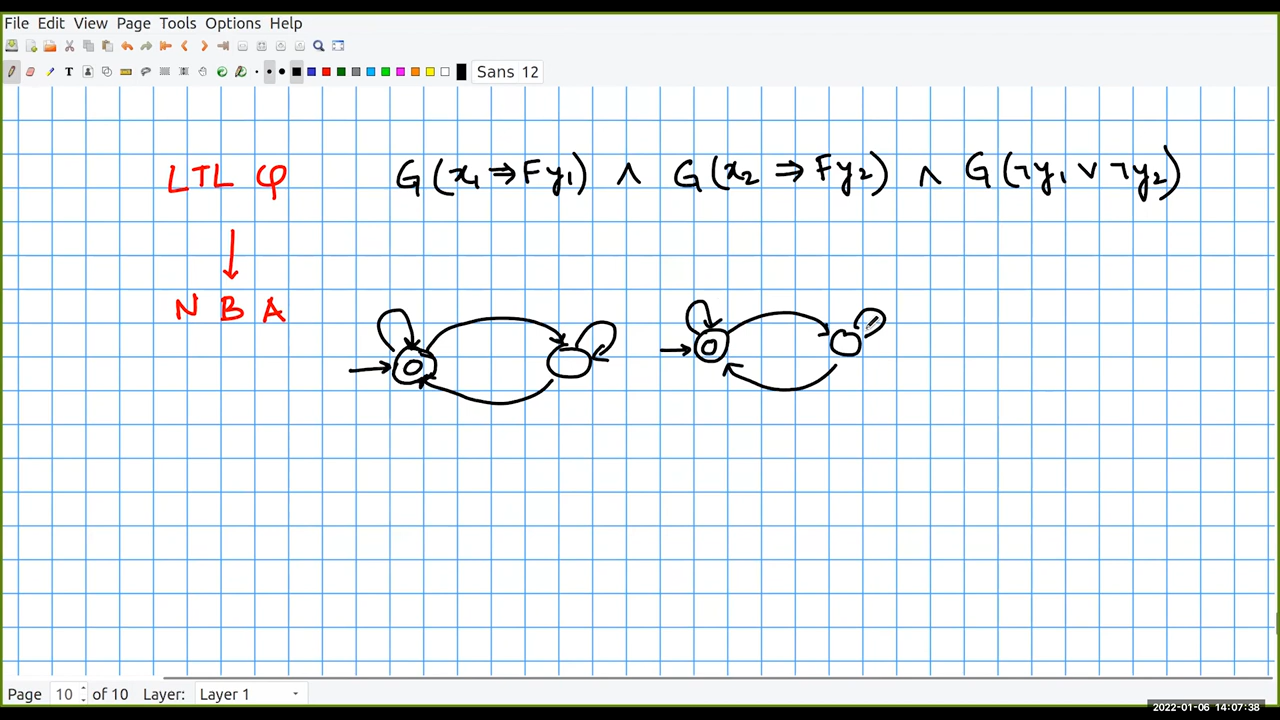 File Edit View Page Tools Options Help
T Sans 12
LTL φ G(x₁ ⇒ Fy₁) ∧ G(x₂ ⇒ Fy₂) ∧ G(¬y₁ ∨ ¬y₂)
NBA
Page 10 of 10 Layer: Layer 1
2022-01-06 14:07:38